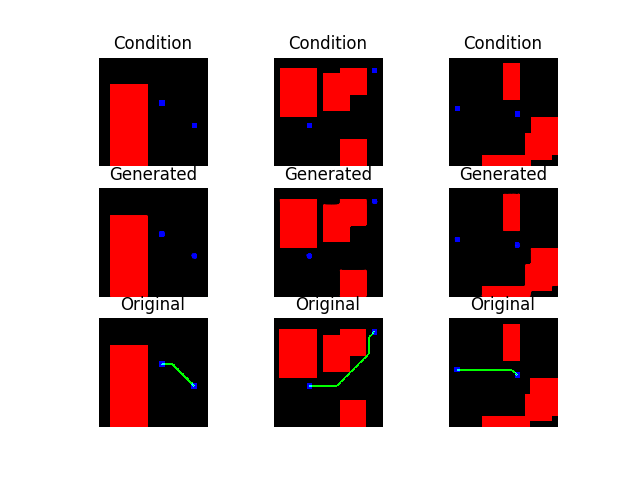 Condition Condition Condition
Generated Generated Generated
Original Original Original